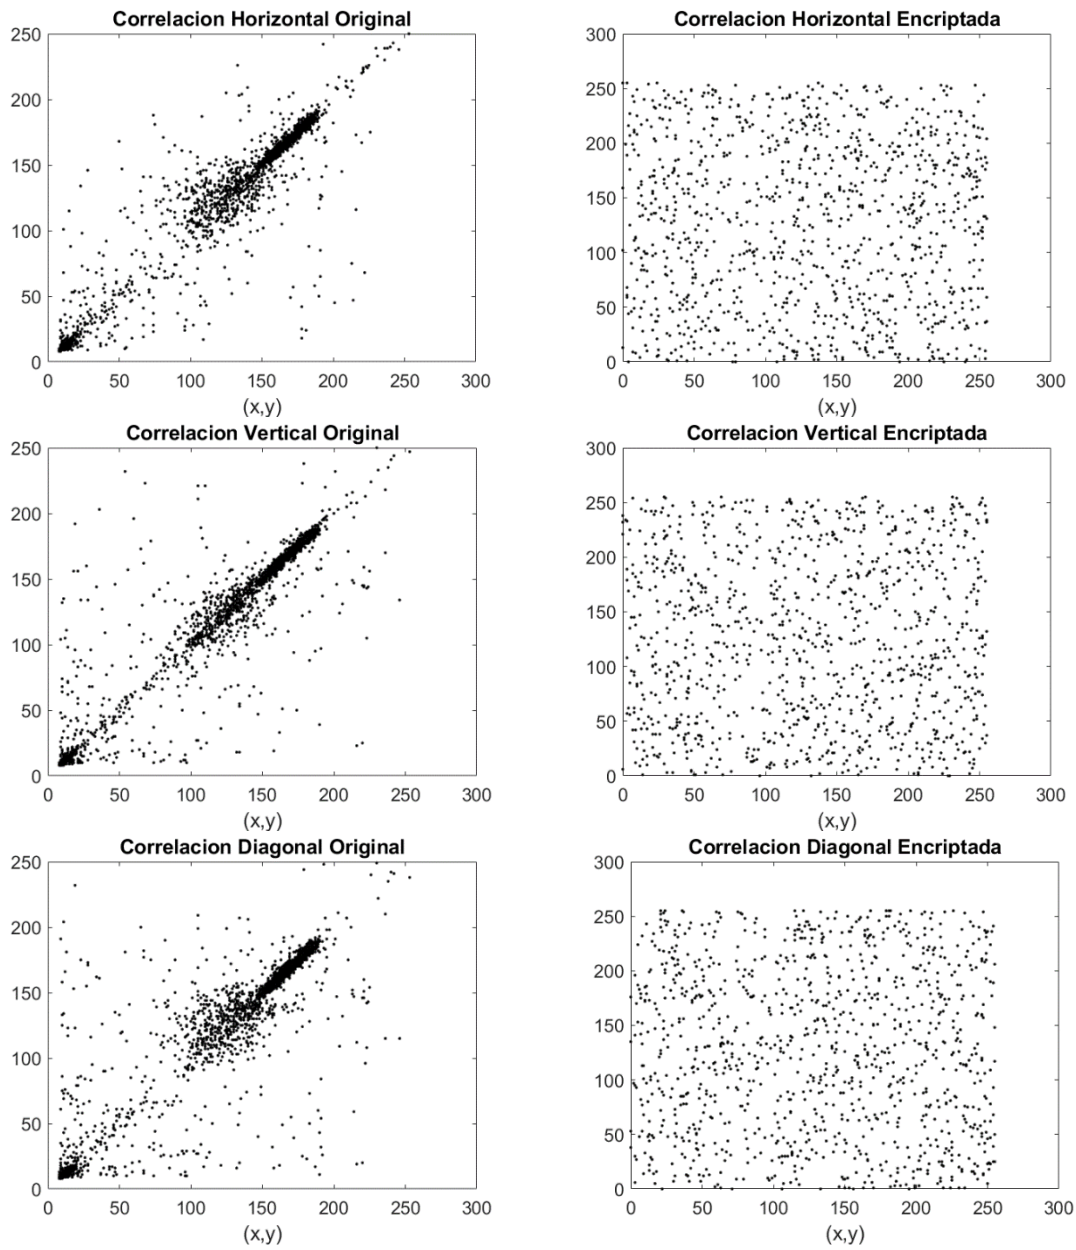 Correlacion Horizontal Original
250
200
150
100
50
0
0 50 100 150 200 250 300
(x,y)
Correlacion Horizontal Encriptada
300
250
200
150
100
50
0
0 50 100 150 200 250 300
(x,y)
Correlacion Vertical Original
250
200
150
100
50
0
0 50 100 150 200 250 300
(x,y)
Correlacion Vertical Encriptada
300
250
200
150
100
50
0
0 50 100 150 200 250 300
(x,y)
Correlacion Diagonal Original
250
200
150
100
50
0
0 50 100 150 200 250 300
(x,y)
Correlacion Diagonal Encriptada
300
250
200
150
100
50
0
0 50 100 150 200 250 300
(x,y)